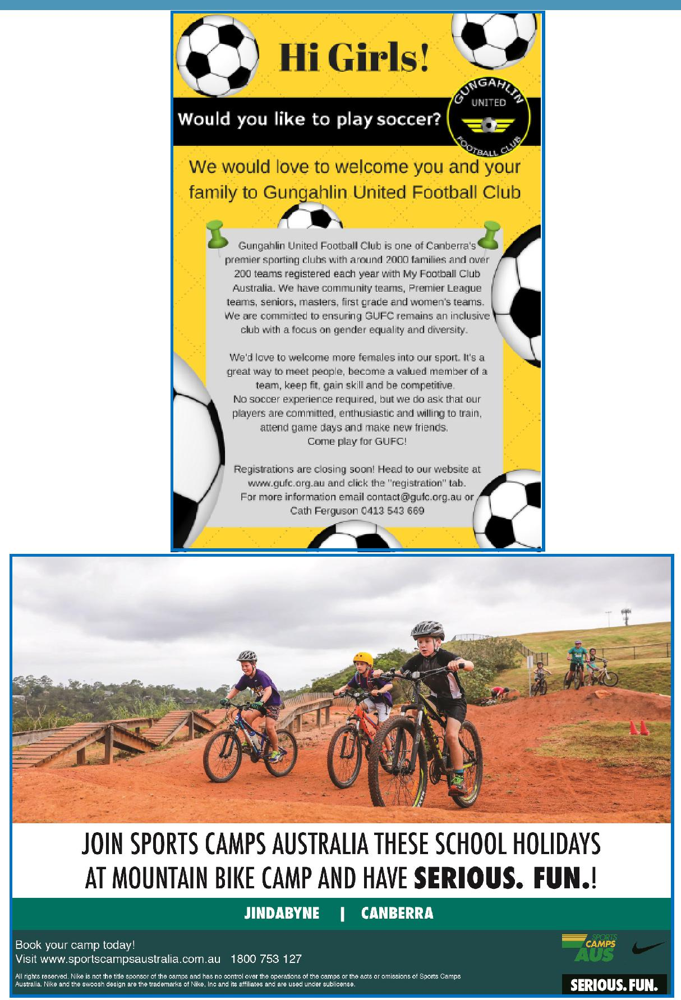 Hi Girls!
Would you like to play soccer?
GUNGAHLIN
UNITED
FOOTBALL CLUB
We would love to welcome you and your
family to Gungahlin United Football Club
Gungahlin United Football Club is one of Canberra's
premier sporting clubs with around 2000 families and over
200 teams registered each year with My Football Club
Australia. We have community teams, Premier League
teams, seniors, masters, first grade and women's teams.
We are committed to ensuring GUFC remains an inclusive
club with a focus on gender equality and diversity.
We'd love to welcome more females into our sport. It's a
great way to meet people, become a valued member of a
team, keep fit, gain skill and be competitive.
No soccer experience required, but we do ask that our
players are committed, enthusiastic and willing to train,
attend game days and make new friends.
Come play for GUFC!
Registrations are closing soon! Head to our website at
www.gufc.org.au and click the "registration" tab.
For more information email contact@gufc.org.au or
Cath Ferguson 0413 543 669
JOIN SPORTS CAMPS AUSTRALIA THESE SCHOOL HOLIDAYS
AT MOUNTAIN BIKE CAMP AND HAVE SERIOUS. FUN.!
JINDABYNE | CANBERRA
Book your camp today!
Visit www.sportscampsaustralia.com.au 1800 753 127
All rights reserved. Nike is not the title sponsor of the camps and has no control over the operations of the camps or the acts or omissions of Sports Camps
Australia. Nike and the swoosh design are the trademarks of Nike, Inc and its affiliates and are used under sublicense.
SPORTS
CAMPS
AUS
SERIOUS. FUN.